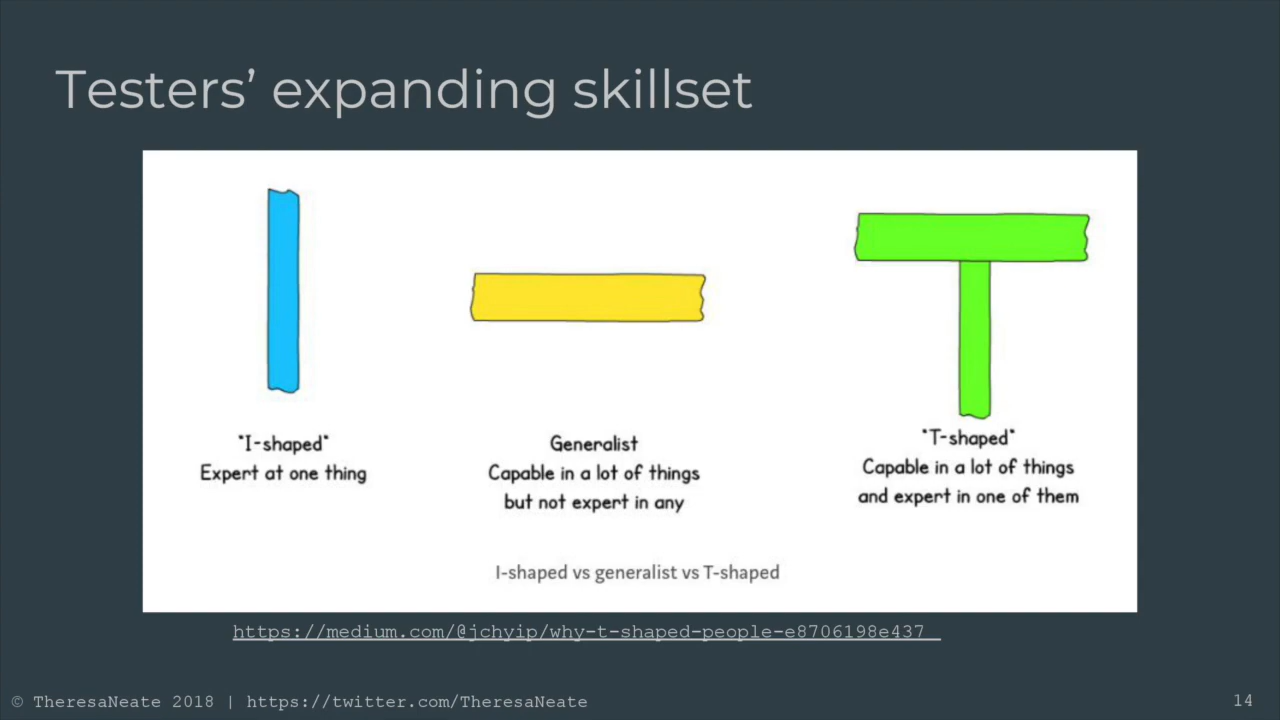 Testers’ expanding skillset
"I-shaped"
Expert at one thing
Generalist
Capable in a lot of things
but not expert in any
"T-shaped"
Capable in a lot of things
and expert in one of them
I-shaped vs generalist vs T-shaped
https://medium.com/@jchyip/why-t-shaped-people-e8706198e437
© TheresaNeate 2018 | https://twitter.com/TheresaNeate
14